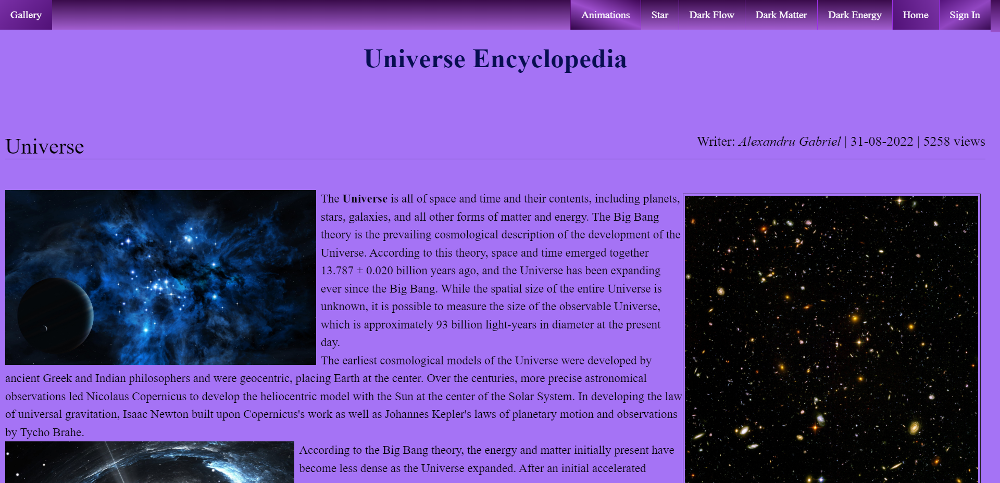 Gallery
Animations
Star
Dark Flow
Dark Matter
Dark Energy
Home
Sign In
Universe Encyclopedia
Universe
Writer: Alexandru Gabriel | 31-08-2022 | 5258 views
The Universe is all of space and time and their contents, including planets,
stars, galaxies, and all other forms of matter and energy. The Big Bang
theory is the prevailing cosmological description of the development of the
Universe. According to this theory, space and time emerged together
13.787 ± 0.020 billion years ago, and the Universe has been expanding
ever since the Big Bang. While the spatial size of the entire Universe is
unknown, it is possible to measure the size of the observable Universe,
which is approximately 93 billion light-years in diameter at the present
day.
The earliest cosmological models of the Universe were developed by
ancient Greek and Indian philosophers and were geocentric, placing Earth at the center. Over the centuries, more precise astronomical
observations led Nicolaus Copernicus to develop the heliocentric model with the Sun at the center of the Solar System. In developing the law
of universal gravitation, Isaac Newton built upon Copernicus's work as well as Johannes Kepler's laws of planetary motion and observations
by Tycho Brahe.
According to the Big Bang theory, the energy and matter initially present have
become less dense as the Universe expanded. After an initial accelerated